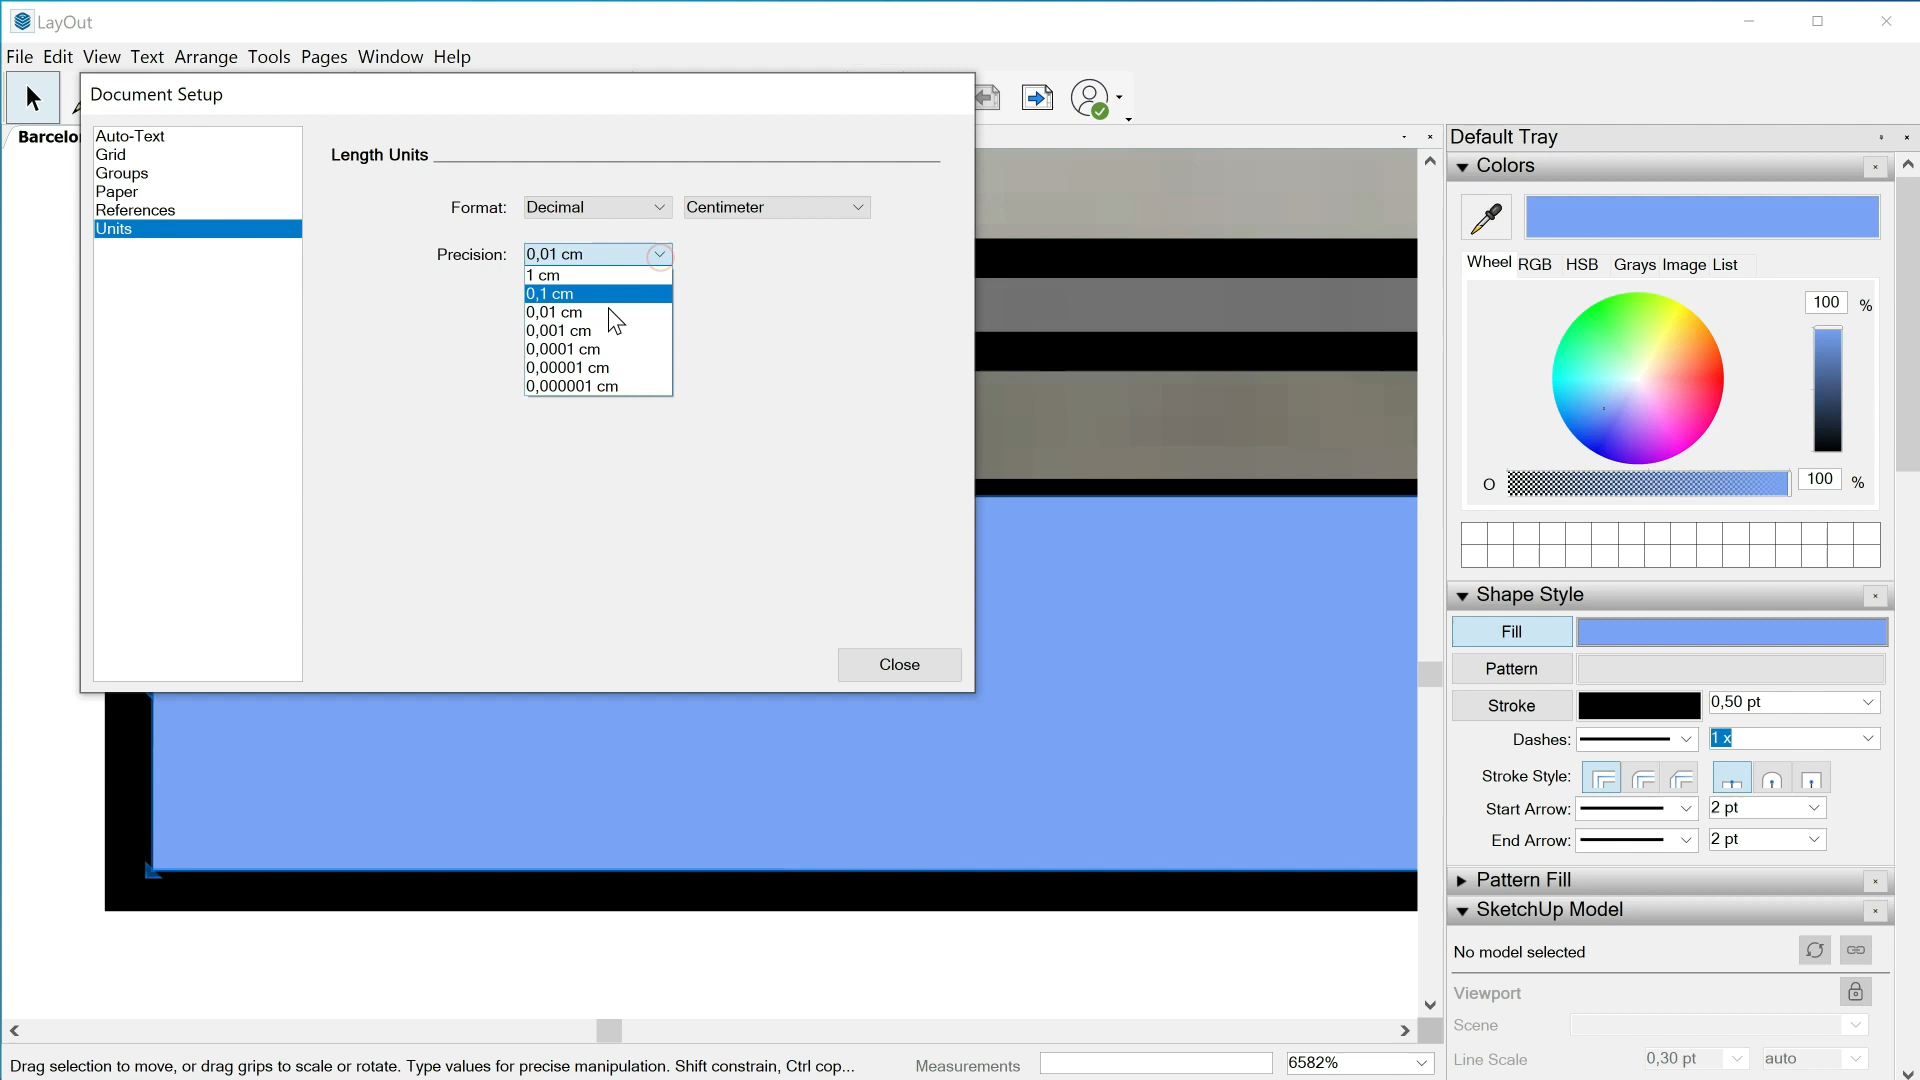 LayOut
File Edit View Text Arrange Tools Pages Window Help
Document Setup
Auto-Text
Grid
Groups
Paper
References
Units
Length Units
Format: Decimal Centimeter
Precision: 0,01 cm
1 cm
0,1 cm
0,01 cm
0,001 cm
0,0001 cm
0,00001 cm
0,000001 cm
Close
Default Tray
Colors
Wheel RGB HSB Grays Image List
100 %
O 100 %
Shape Style
Fill
Pattern
Stroke 0,50 pt
Dashes: 1 x
Stroke Style:
Start Arrow: 2 pt
End Arrow: 2 pt
Pattern Fill
SketchUp Model
No model selected
Viewport
Scene
Line Scale 0,30 pt auto
Drag selection to move, or drag grips to scale or rotate. Type values for precise manipulation. Shift constrain, Ctrl cop... Measurements 6582%